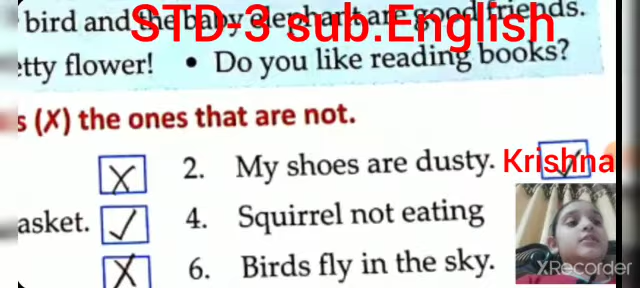 bird and the baby elephant are good friends.
STD-3 sub.English
etty flower! • Do you like reading books?
s (✗) the ones that are not.
✗ 2. My shoes are dusty. ✓
Krishna
asket. ✓ 4. Squirrel not eating
✗ 6. Birds fly in the sky.
XRecorder